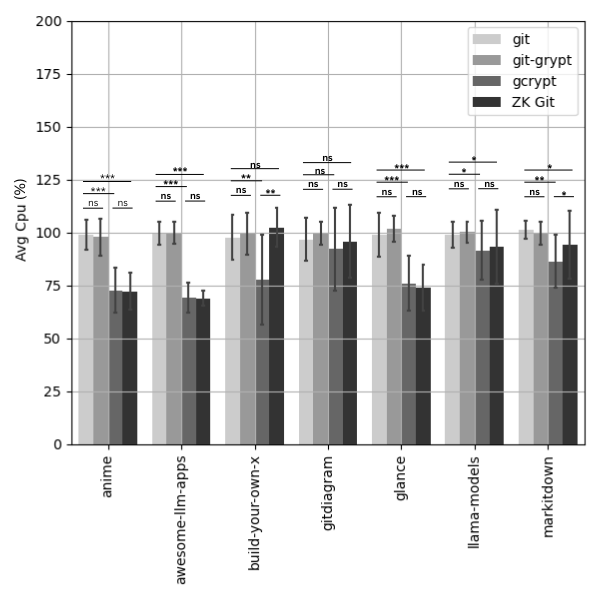 git
git-grypt
gcrypt
ZK Git
Avg Cpu (%)
200
175
150
125
100
75
50
25
0
***
***
ns ns
***
***
ns ns
ns
**
ns **
ns
ns
ns ns
***
***
ns ns
*
*
ns ns
*
**
ns *
anime
awesome-llm-apps
build-your-own-x
gitdiagram
glance
llama-models
markitdown